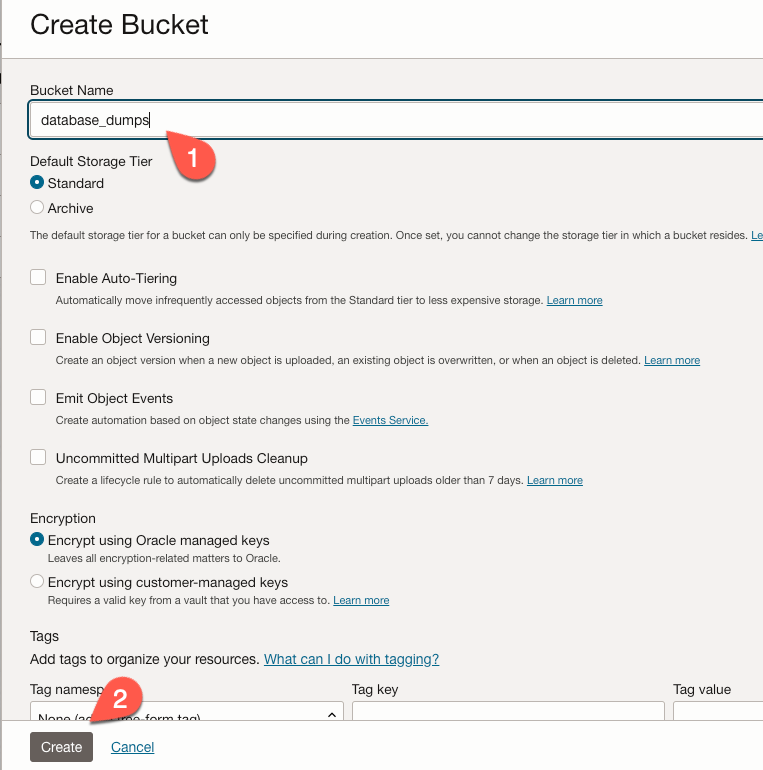 Create Bucket
Bucket Name
database_dumps
1
Default Storage Tier
Standard
Archive
The default storage tier for a bucket can only be specified during creation. Once set, you cannot change the storage tier in which a bucket resides. Le
Enable Auto-Tiering
Automatically move infrequently accessed objects from the Standard tier to less expensive storage. Learn more
Enable Object Versioning
Create an object version when a new object is uploaded, an existing object is overwritten, or when an object is deleted. Learn more
Emit Object Events
Create automation based on object state changes using the Events Service.
Uncommitted Multipart Uploads Cleanup
Create a lifecycle rule to automatically delete uncommitted multipart uploads older than 7 days. Learn more
Encryption
Encrypt using Oracle managed keys
Leaves all encryption-related matters to Oracle.
Encrypt using customer-managed keys
Requires a valid key from a vault that you have access to. Learn more
Tags
Add tags to organize your resources. What can I do with tagging?
Tag namesp Tag key Tag value
2
None (a free-form tag)
Create Cancel